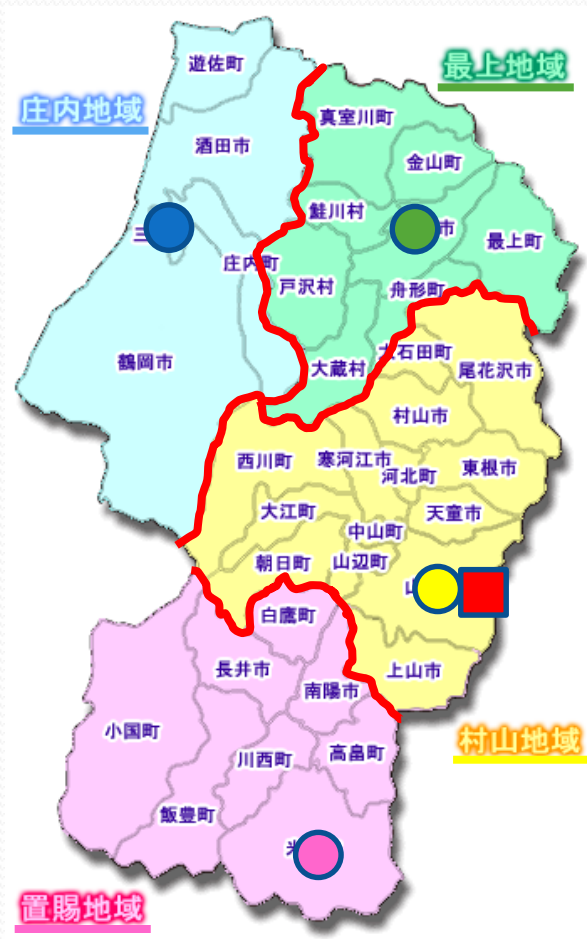 遊佐町
最上地域
庄内地域
真室川町
酒田市
金山町
鮭川村
市
三
最上町
庄内町
戸沢村
舟形町
鶴岡市
大蔵村
大石田町
尾花沢市
村山市
西川町
寒河江市
河北町
東根市
大江町
天童市
中山町
朝日町
山辺町
白鷹町
長井市
上山市
南陽市
小国町
村山地域
川西町
高畠町
飯豊町
置賜地域